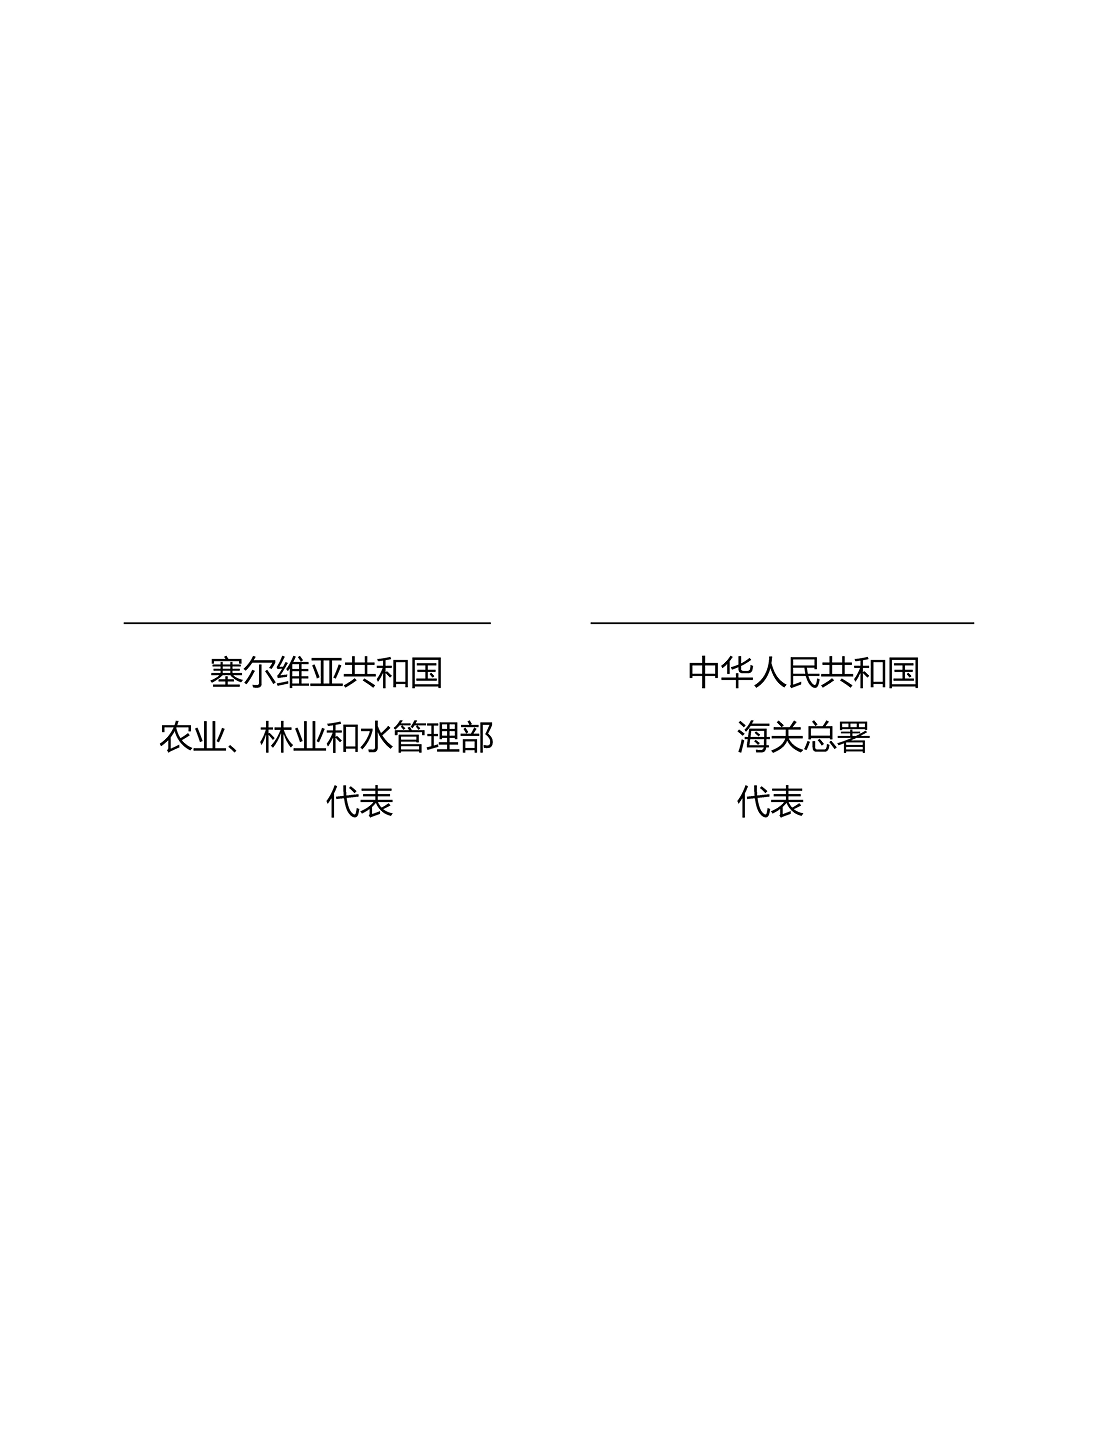 塞尔维亚共和国
农业、林业和水管理部
代表
中华人民共和国
海关总署
代表